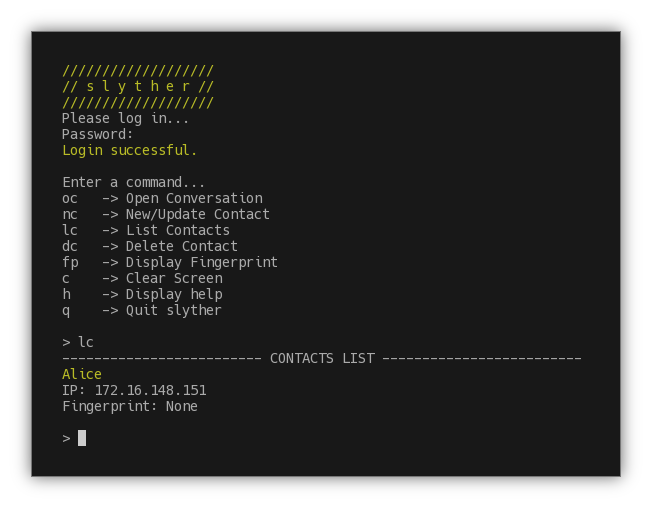 ///////////////////
// s l y t h e r //
///////////////////
Please log in...
Password:
Login successful.
Enter a command...
oc   -> Open Conversation
nc   -> New/Update Contact
lc   -> List Contacts
dc   -> Delete Contact
fp   -> Display Fingerprint
c    -> Clear Screen
h    -> Display help
q    -> Quit slyther
> lc
------------------------- CONTACTS LIST -------------------------
Alice
IP: 172.16.148.151
Fingerprint: None
>